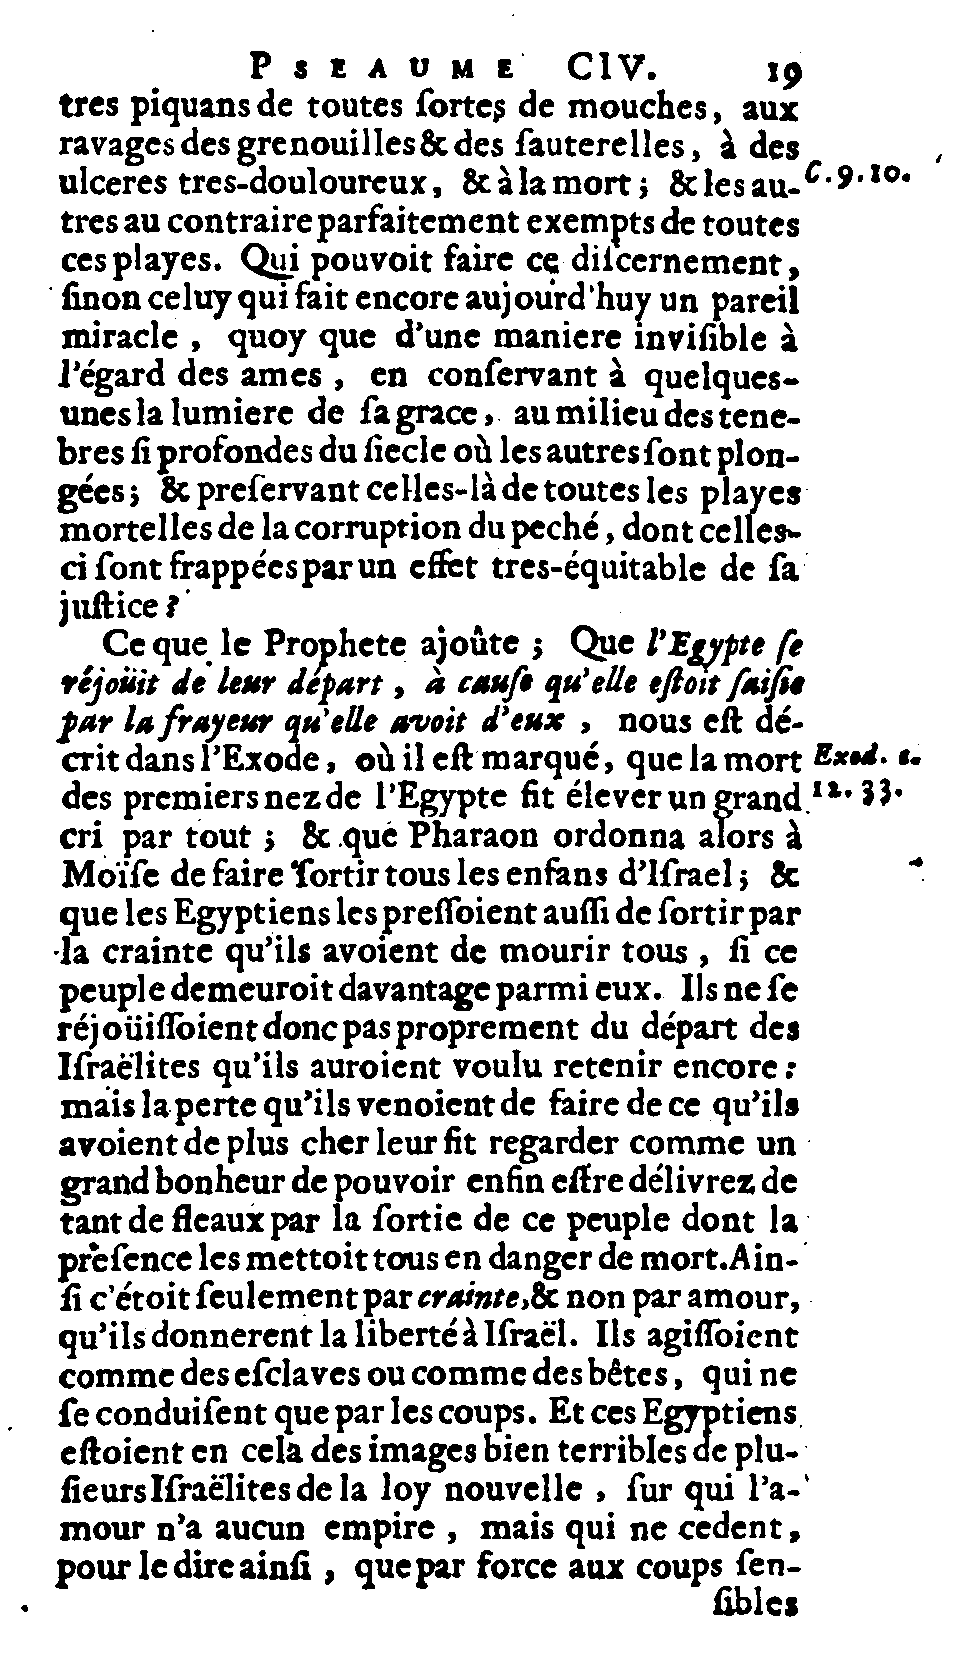 PSEAUME CIV. 19
tres piquans de toutes ſortes de mouches, aux
ravages des grenouilles & des ſauterelles, à des
ulceres tres-douloureux, & à la mort; & les au- C. 9. 10.
tres au contraire parfaitement exempts de toutes
ces playes. Qui pouvoit faire ce diſcernement,
ſinon celuy qui fait encore aujourd'huy un pareil
miracle, quoy que d'une maniere inviſible à
l'égard des ames, en conſervant à quelques-
unes la lumiere de ſa grace, au milieu des tene-
bres ſi profondes du ſiecle où les autres ſont plon-
gées; & preſervant celles-là de toutes les playes
mortelles de la corruption du peché, dont celles-
ci ſont frappées par un effet tres-équitable de ſa
juſtice?
Ce que le Prophete ajoûte; Que l'Egypte ſe
réjoüit de leur départ, à cauſe qu'elle eſtoit ſaiſie
par la frayeur qu'elle avoit d'eux, nous eſt dé-
crit dans l'Exode, où il eſt marqué, que la mort Exod. c.
des premiers nez de l'Egypte fit élever un grand 12. 33.
cri par tout; & que Pharaon ordonna alors à
Moïſe de faire ſortir tous les enfans d'Iſrael; &
que les Egyptiens les preſſoient auſſi de ſortir par
la crainte qu'ils avoient de mourir tous, ſi ce
peuple demeuroit davantage parmi eux. Ils ne ſe
réjoüiſſoient donc pas proprement du départ des
Iſraëlites qu'ils auroient voulu retenir encore:
mais la perte qu'ils venoient de faire de ce qu'ils
avoient de plus cher leur fit regarder comme un
grand bonheur de pouvoir enfin eſtre délivrez de
tant de fleaux par la ſortie de ce peuple dont la
preſence les mettoit tous en danger de mort. Ain-
ſi c'étoit ſeulement par crainte, & non par amour,
qu'ils donnerent la liberté à Iſraël. Ils agiſſoient
comme des eſclaves ou comme des bêtes, qui ne
ſe conduiſent que par les coups. Et ces Egyptiens
eſtoient en cela des images bien terribles de plu-
ſieurs Iſraëlites de la loy nouvelle, ſur qui l'a-
mour n'a aucun empire, mais qui ne cedent,
pour le dire ainſi, que par force aux coups ſen-
ſibles